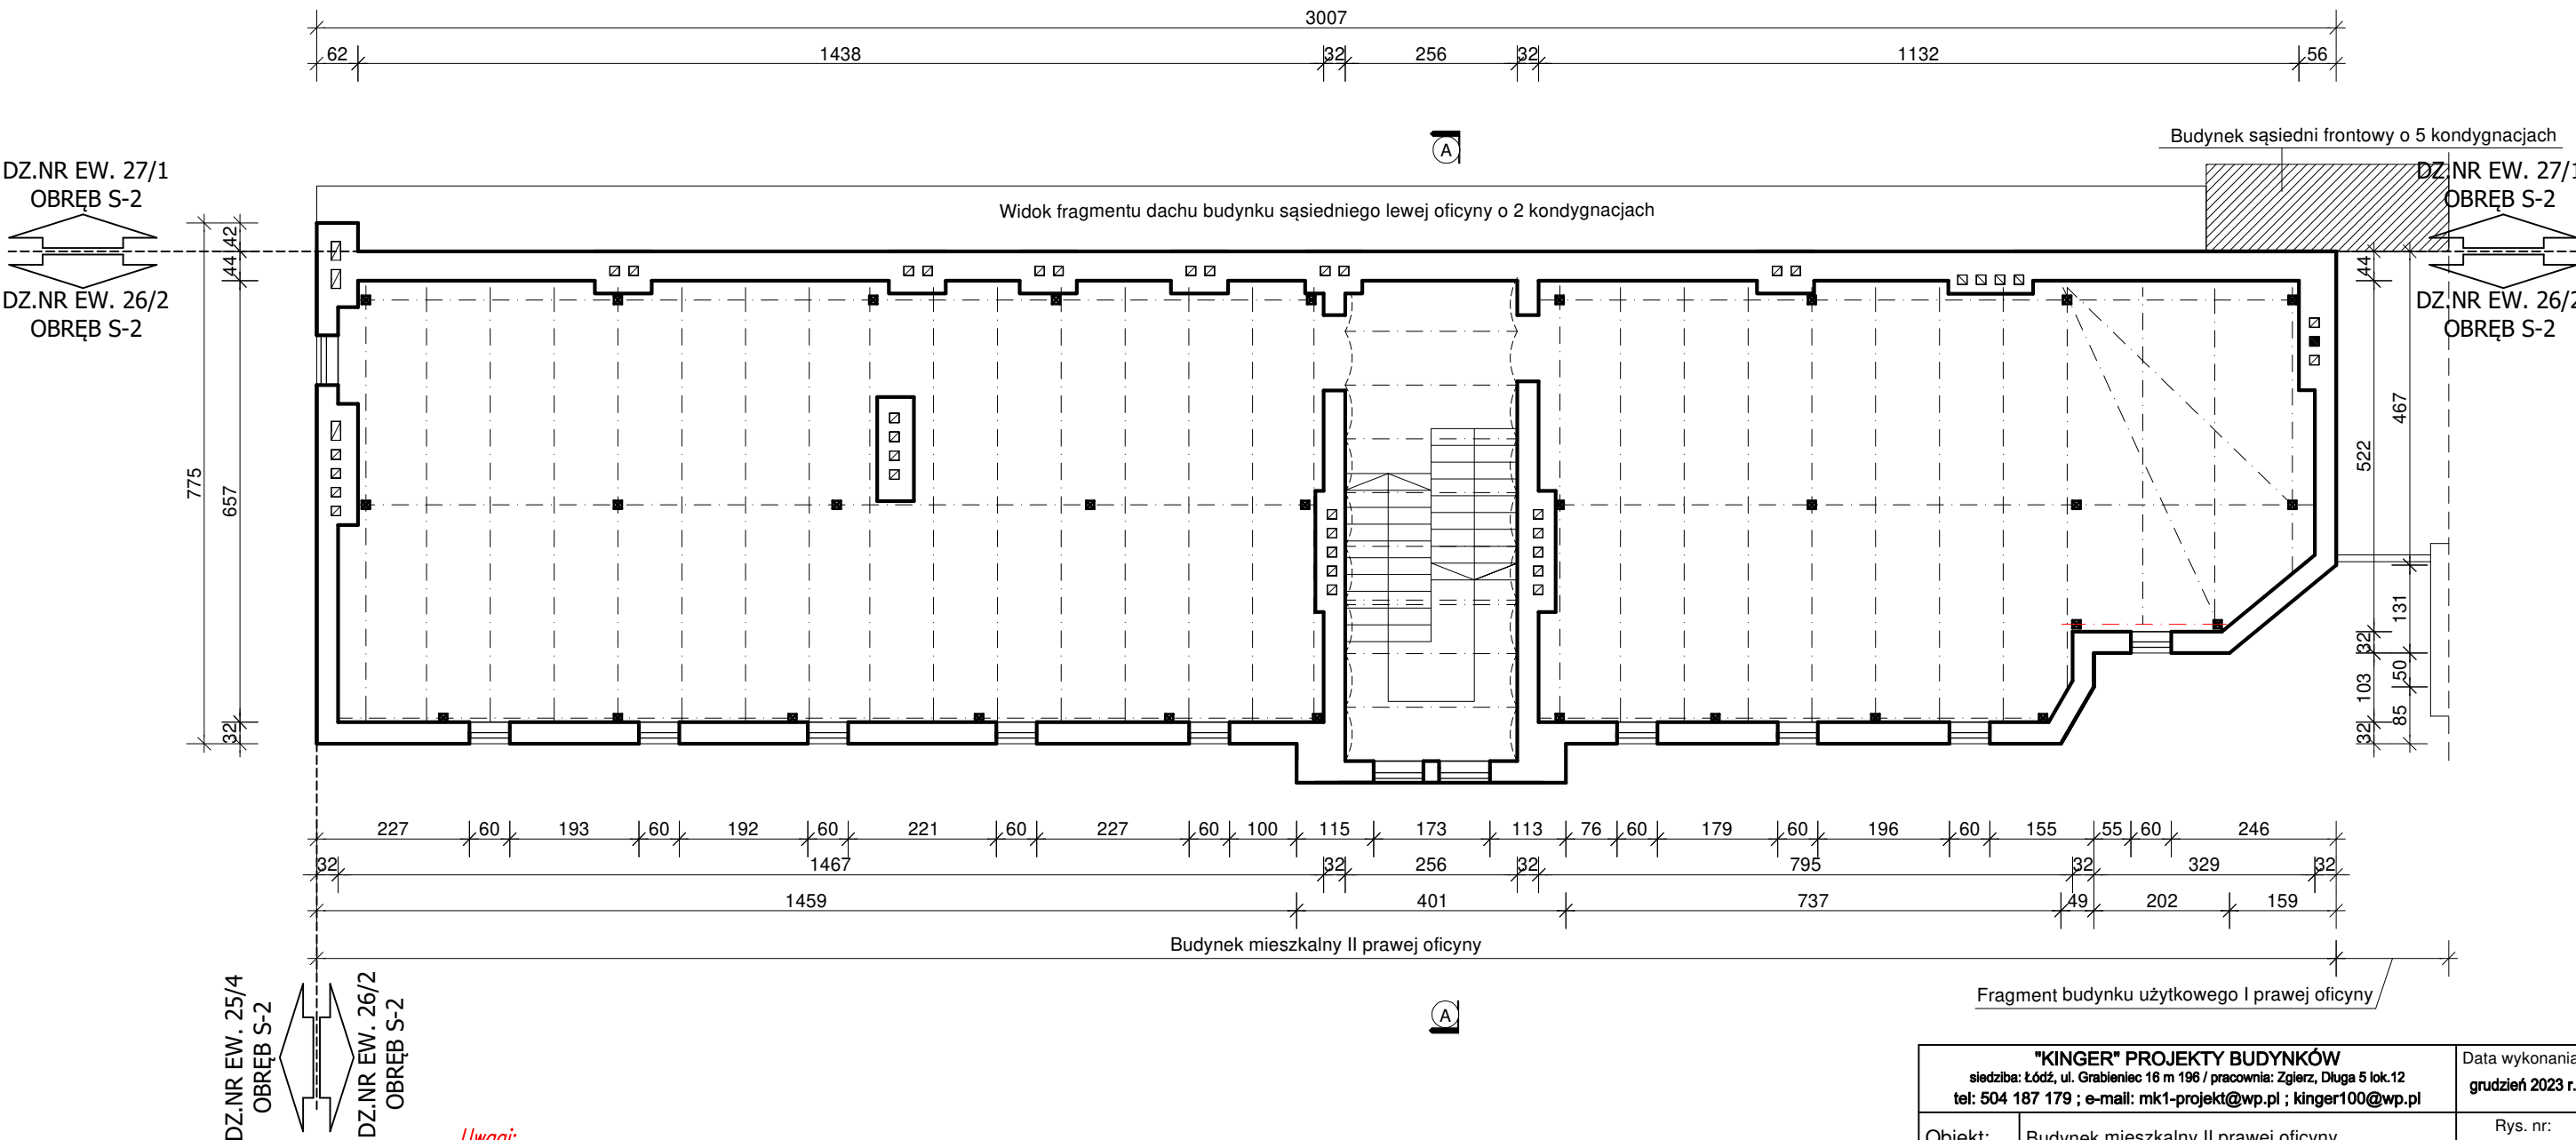 3007
62 1438 32 256 32 1132 56
A
Budynek sąsiedni frontowy o 5 kondygnacjach
DZ.NR EW. 27/1
OBRĘB S-2
DZ.NR EW. 26/2
OBRĘB S-2
DZ.NR EW. 27/1
OBRĘB S-2
DZ.NR EW. 26/2
OBRĘB S-2
Widok fragmentu dachu budynku sąsiedniego lewej oficyny o 2 kondygnacjach
775
42
44
657
32
44
522
32
103
32
467
131
50
85
227 60 193 60 192 60 221 60 227 60 100 115 173 113 76 60 179 60 196 60 155 55 60 246
32 1467 32 256 32 795 32 329 32
1459 401 737 49 202 159
Budynek mieszkalny II prawej oficyny
Fragment budynku użytkowego I prawej oficyny
DZ.NR EW. 25/4
OBRĘB S-2
DZ.NR EW. 26/2
OBRĘB S-2
A
Uwagi:
"KINGER" PROJEKTY BUDYNKÓW
siedziba: Łódź, ul. Grabieniec 16 m 196 / pracownia: Zgierz, Długa 5 lok.12
tel: 504 187 179 ; e-mail: mk1-projekt@wp.pl ; kinger100@wp.pl
Data wykonania
grudzień 2023 r.
Obiekt: Budynek mieszkalny II prawej oficyny
Rys. nr: